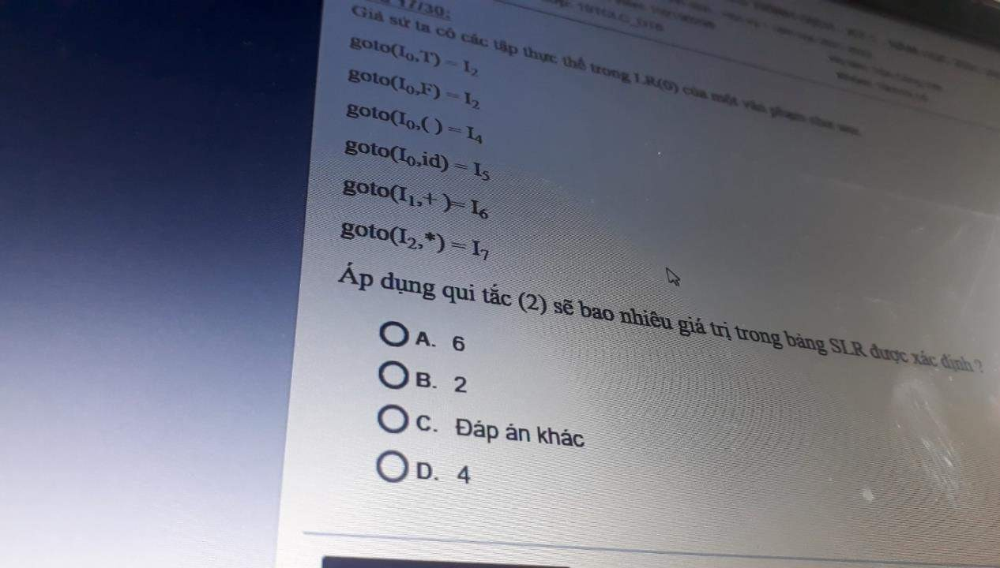 17/30:
Giả sử ta có các tập thực thể trong LR(0) của một văn phạm như sau
goto(I₀,T) = I₂
goto(I₀,F) = I₂
goto(I₀,( ) = I₄
goto(I₀,id) = I₅
goto(I₁,+ )= I₆
goto(I₂,*) = I₇
Áp dụng qui tắc (2) sẽ bao nhiêu giá trị trong bảng SLR được xác định ?
A. 6
B. 2
C. Đáp án khác
D. 4